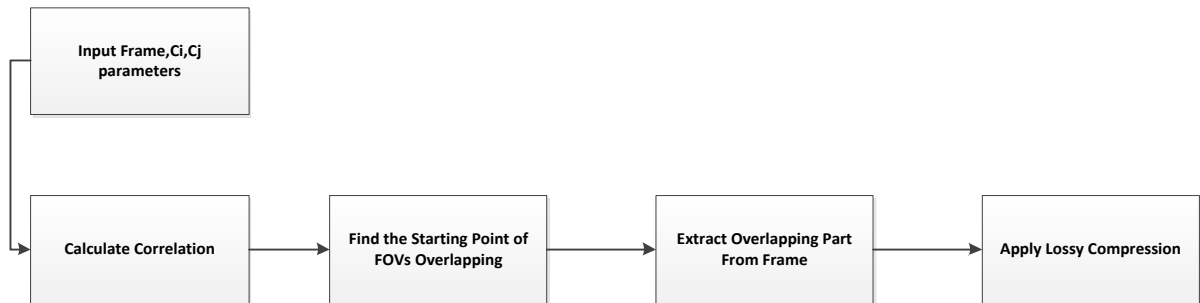 Input Frame,Ci,Cj
parameters
Calculate Correlation
Find the Starting Point of
FOVs Overlapping
Extract Overlapping Part
From Frame
Apply Lossy Compression